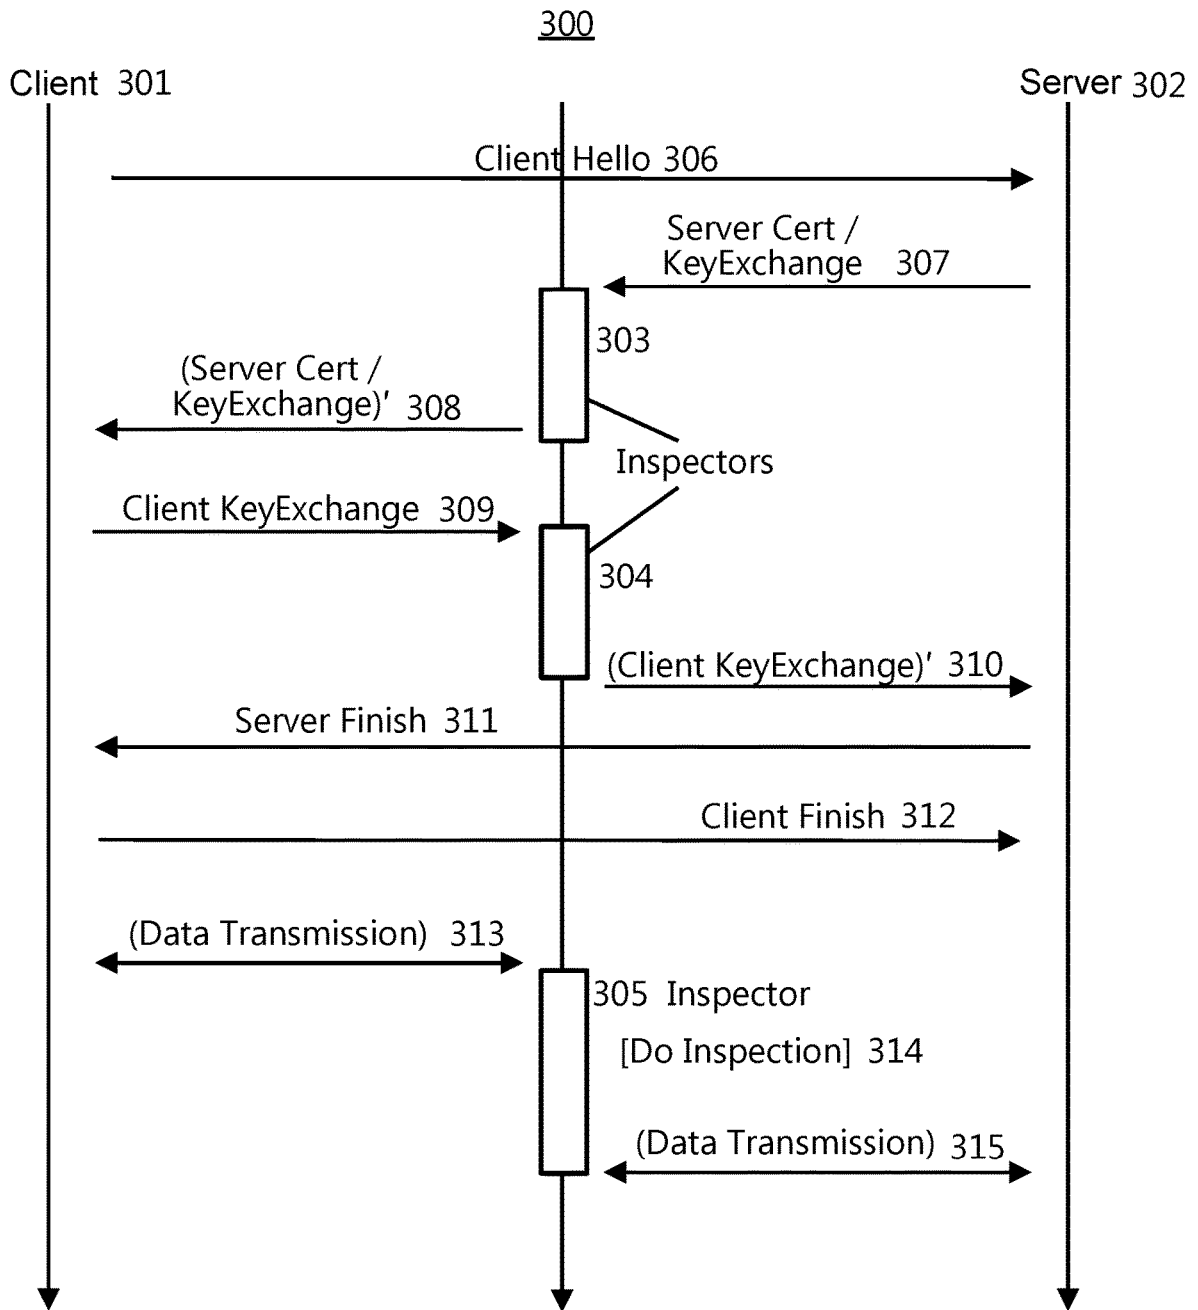 300
Client 301
Server 302
Client Hello 306
Server Cert /
KeyExchange 307
303
(Server Cert /
KeyExchange)' 308
Inspectors
Client KeyExchange 309
304
(Client KeyExchange)' 310
Server Finish 311
Client Finish 312
(Data Transmission) 313
305 Inspector
[Do Inspection] 314
(Data Transmission) 315